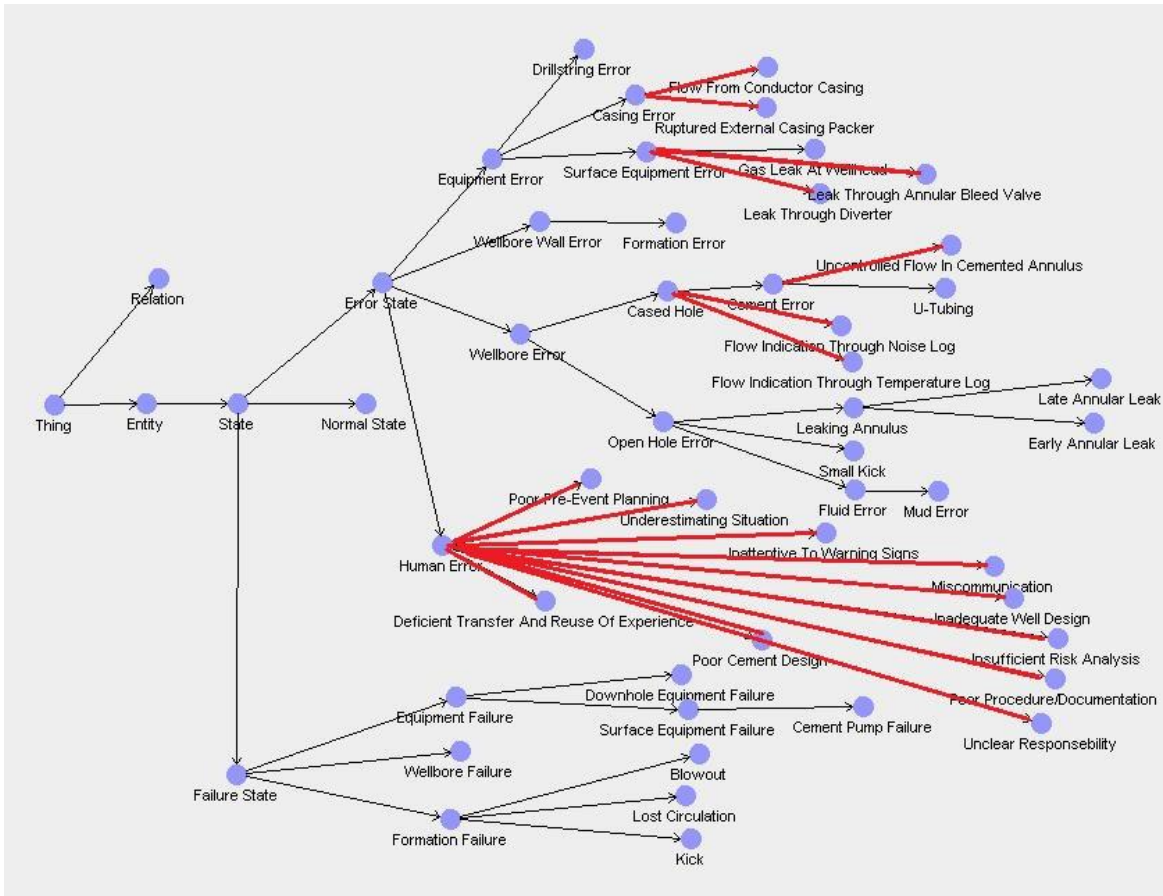 Drillstring Error
Flow From Conductor Casing
Casing Error
Ruptured External Casing Packer
Equipment Error
Surface Equipment Error
Gas Leak At Wellhead
Leak Through Annular Bleed Valve
Leak Through Diverter
Wellbore Wall Error
Formation Error
Uncontrolled Flow In Cemented Annulus
Relation
Error State
Cased Hole
Cement Error
U-Tubing
Wellbore Error
Flow Indication Through Noise Log
Flow Indication Through Temperature Log
Late Annular Leak
Thing
Entity
State
Normal State
Open Hole Error
Leaking Annulus
Early Annular Leak
Small Kick
Poor Pre-Event Planning
Fluid Error
Mud Error
Underestimating Situation
Inattentive To Warning Signs
Human Error
Miscommunication
Deficient Transfer And Reuse Of Experience
Inadequate Well Design
Poor Cement Design
Insufficient Risk Analysis
Downhole Equipment Failure
Poor Procedure/Documentation
Equipment Failure
Surface Equipment Failure
Cement Pump Failure
Unclear Responsebility
Wellbore Failure
Blowout
Failure State
Lost Circulation
Formation Failure
Kick